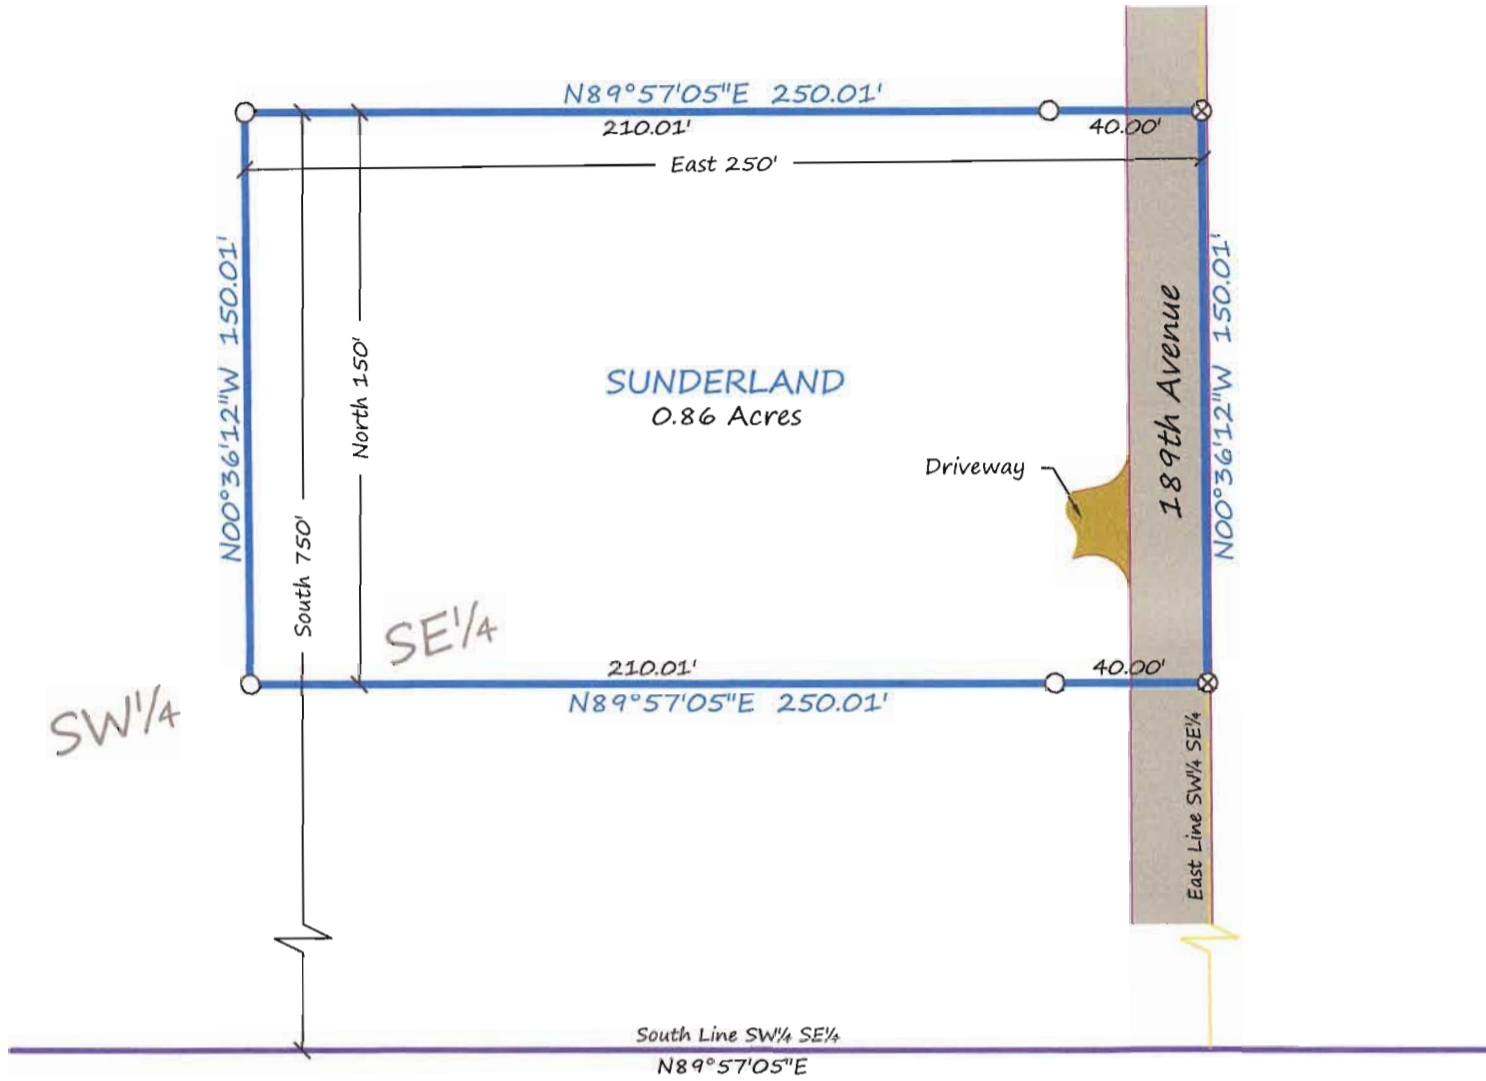 N89°57'05"E 250.01'
210.01'
40.00'
East 250'
N00°36'12"W 150.01'
South 750'
North 150'
SUNDERLAND
0.86 Acres
Driveway
189th Avenue
N00°36'12"W 150.01'
SW1/4
SE1/4
210.01'
40.00'
N89°57'05"E 250.01'
East Line SW1/4 SE1/4
South Line SW1/4 SE1/4
N89°57'05"E